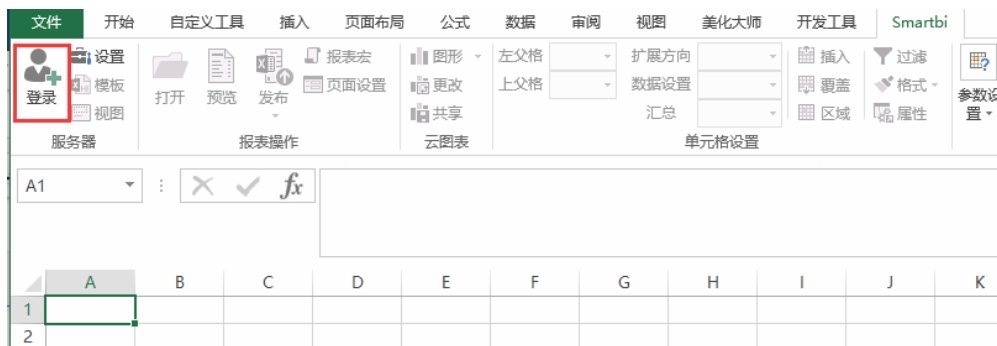 文件 开始 自定义工具 插入 页面布局 公式 数据 审阅 视图 美化大师 开发工具 Smartbi
设置 报表宏 图形 左父格 扩展方向 插入 过滤
登录 模板 打开 预览 发布 页面设置 更改 上父格 数据设置 覆盖 格式 参数设
视图 共享 汇总 区域 属性 置
服务器 报表操作 云图表 单元格设置
A1 fx
A B C D E F G H I J K
1
2